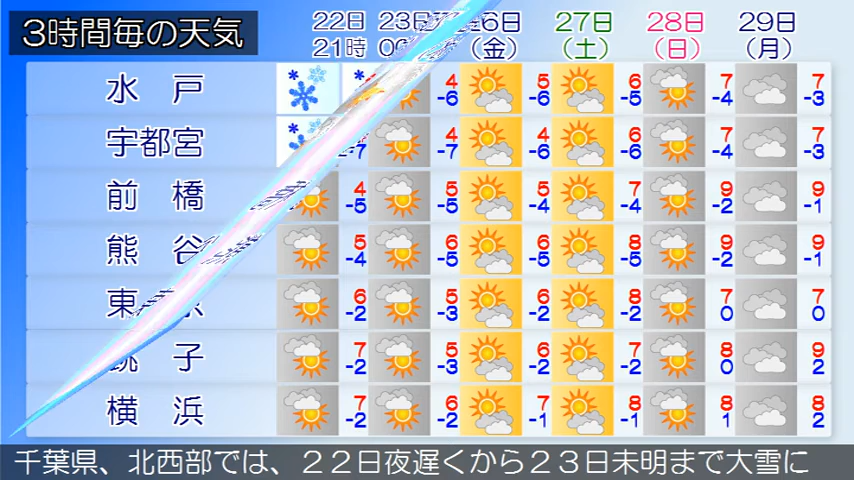 3時間毎の天気
22日 23日 6日 27日 28日 29日
21時 (金) (土) (日) (月)
水 戸 4 -6 5 -6 6 -5 7 -4 7 -3
宇都宮 -7 4 -7 4 -6 6 -6 7 -4 7 -3
前 橋 4 -5 5 -5 5 -4 7 -4 9 -2 9 -1
熊 谷 5 -4 6 -5 6 -5 8 -5 9 -2 9 -1
東 6 -2 5 -3 6 -2 8 -2 7 0 7 0
子 7 -2 5 -3 6 -2 7 -2 8 0 9 2
横 浜 7 -2 6 -2 7 -1 8 -1 8 1 8 2
千葉県、北西部では、22日夜遅くから23日未明まで大雪に